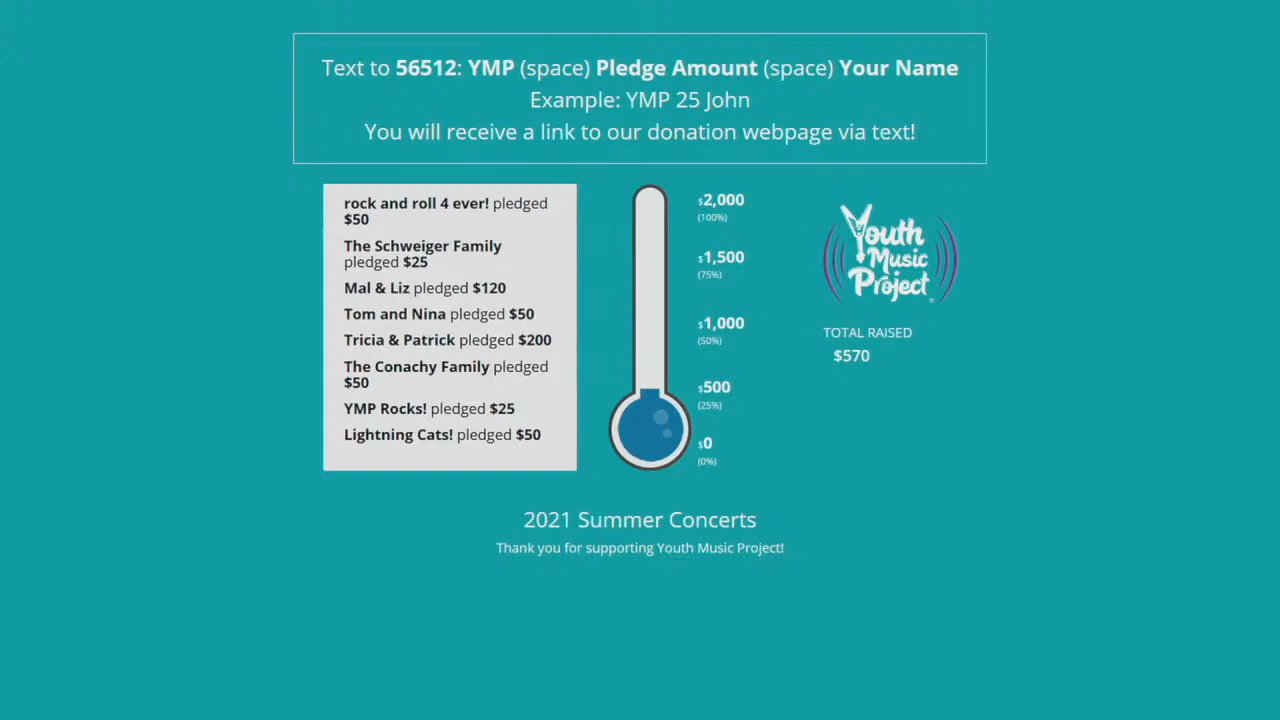 Text to 56512: YMP (space) Pledge Amount (space) Your Name
Example: YMP 25 John
You will receive a link to our donation webpage via text!
rock and roll 4 ever! pledged
$50
The Schweiger Family
pledged $25
Mal & Liz pledged $120
Tom and Nina pledged $50
Tricia & Patrick pledged $200
The Conachy Family pledged
$50
YMP Rocks! pledged $25
Lightning Cats! pledged $50
$2,000
(100%)
$1,500
(75%)
$1,000
(50%)
$500
(25%)
$0
(0%)
Youth
Music
Project
TOTAL RAISED
$570
2021 Summer Concerts
Thank you for supporting Youth Music Project!